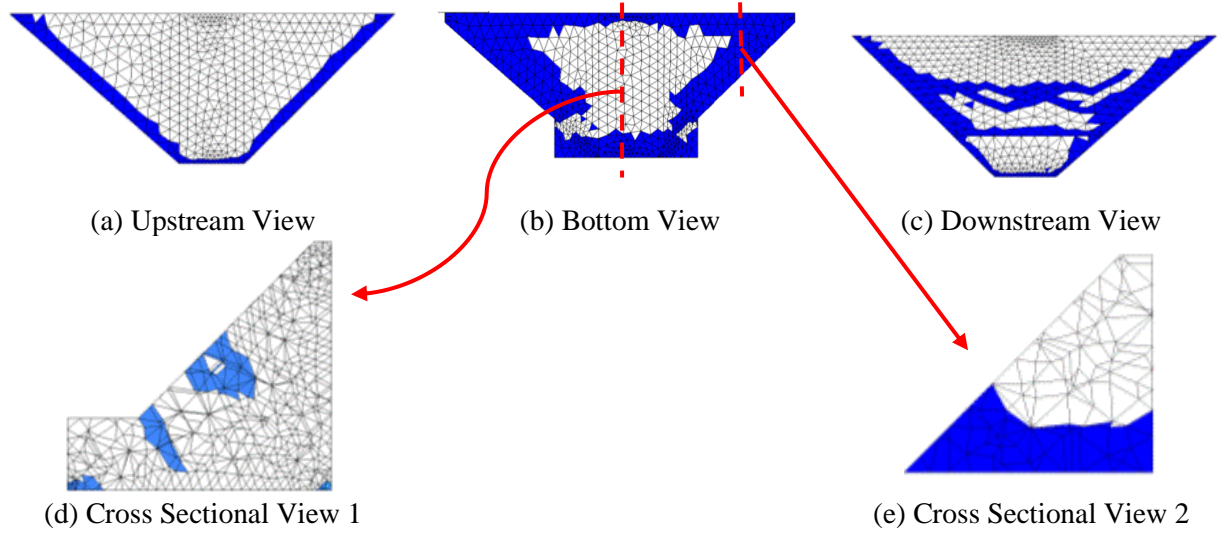 (a) Upstream View
(b) Bottom View
(c) Downstream View
(d) Cross Sectional View 1
(e) Cross Sectional View 2